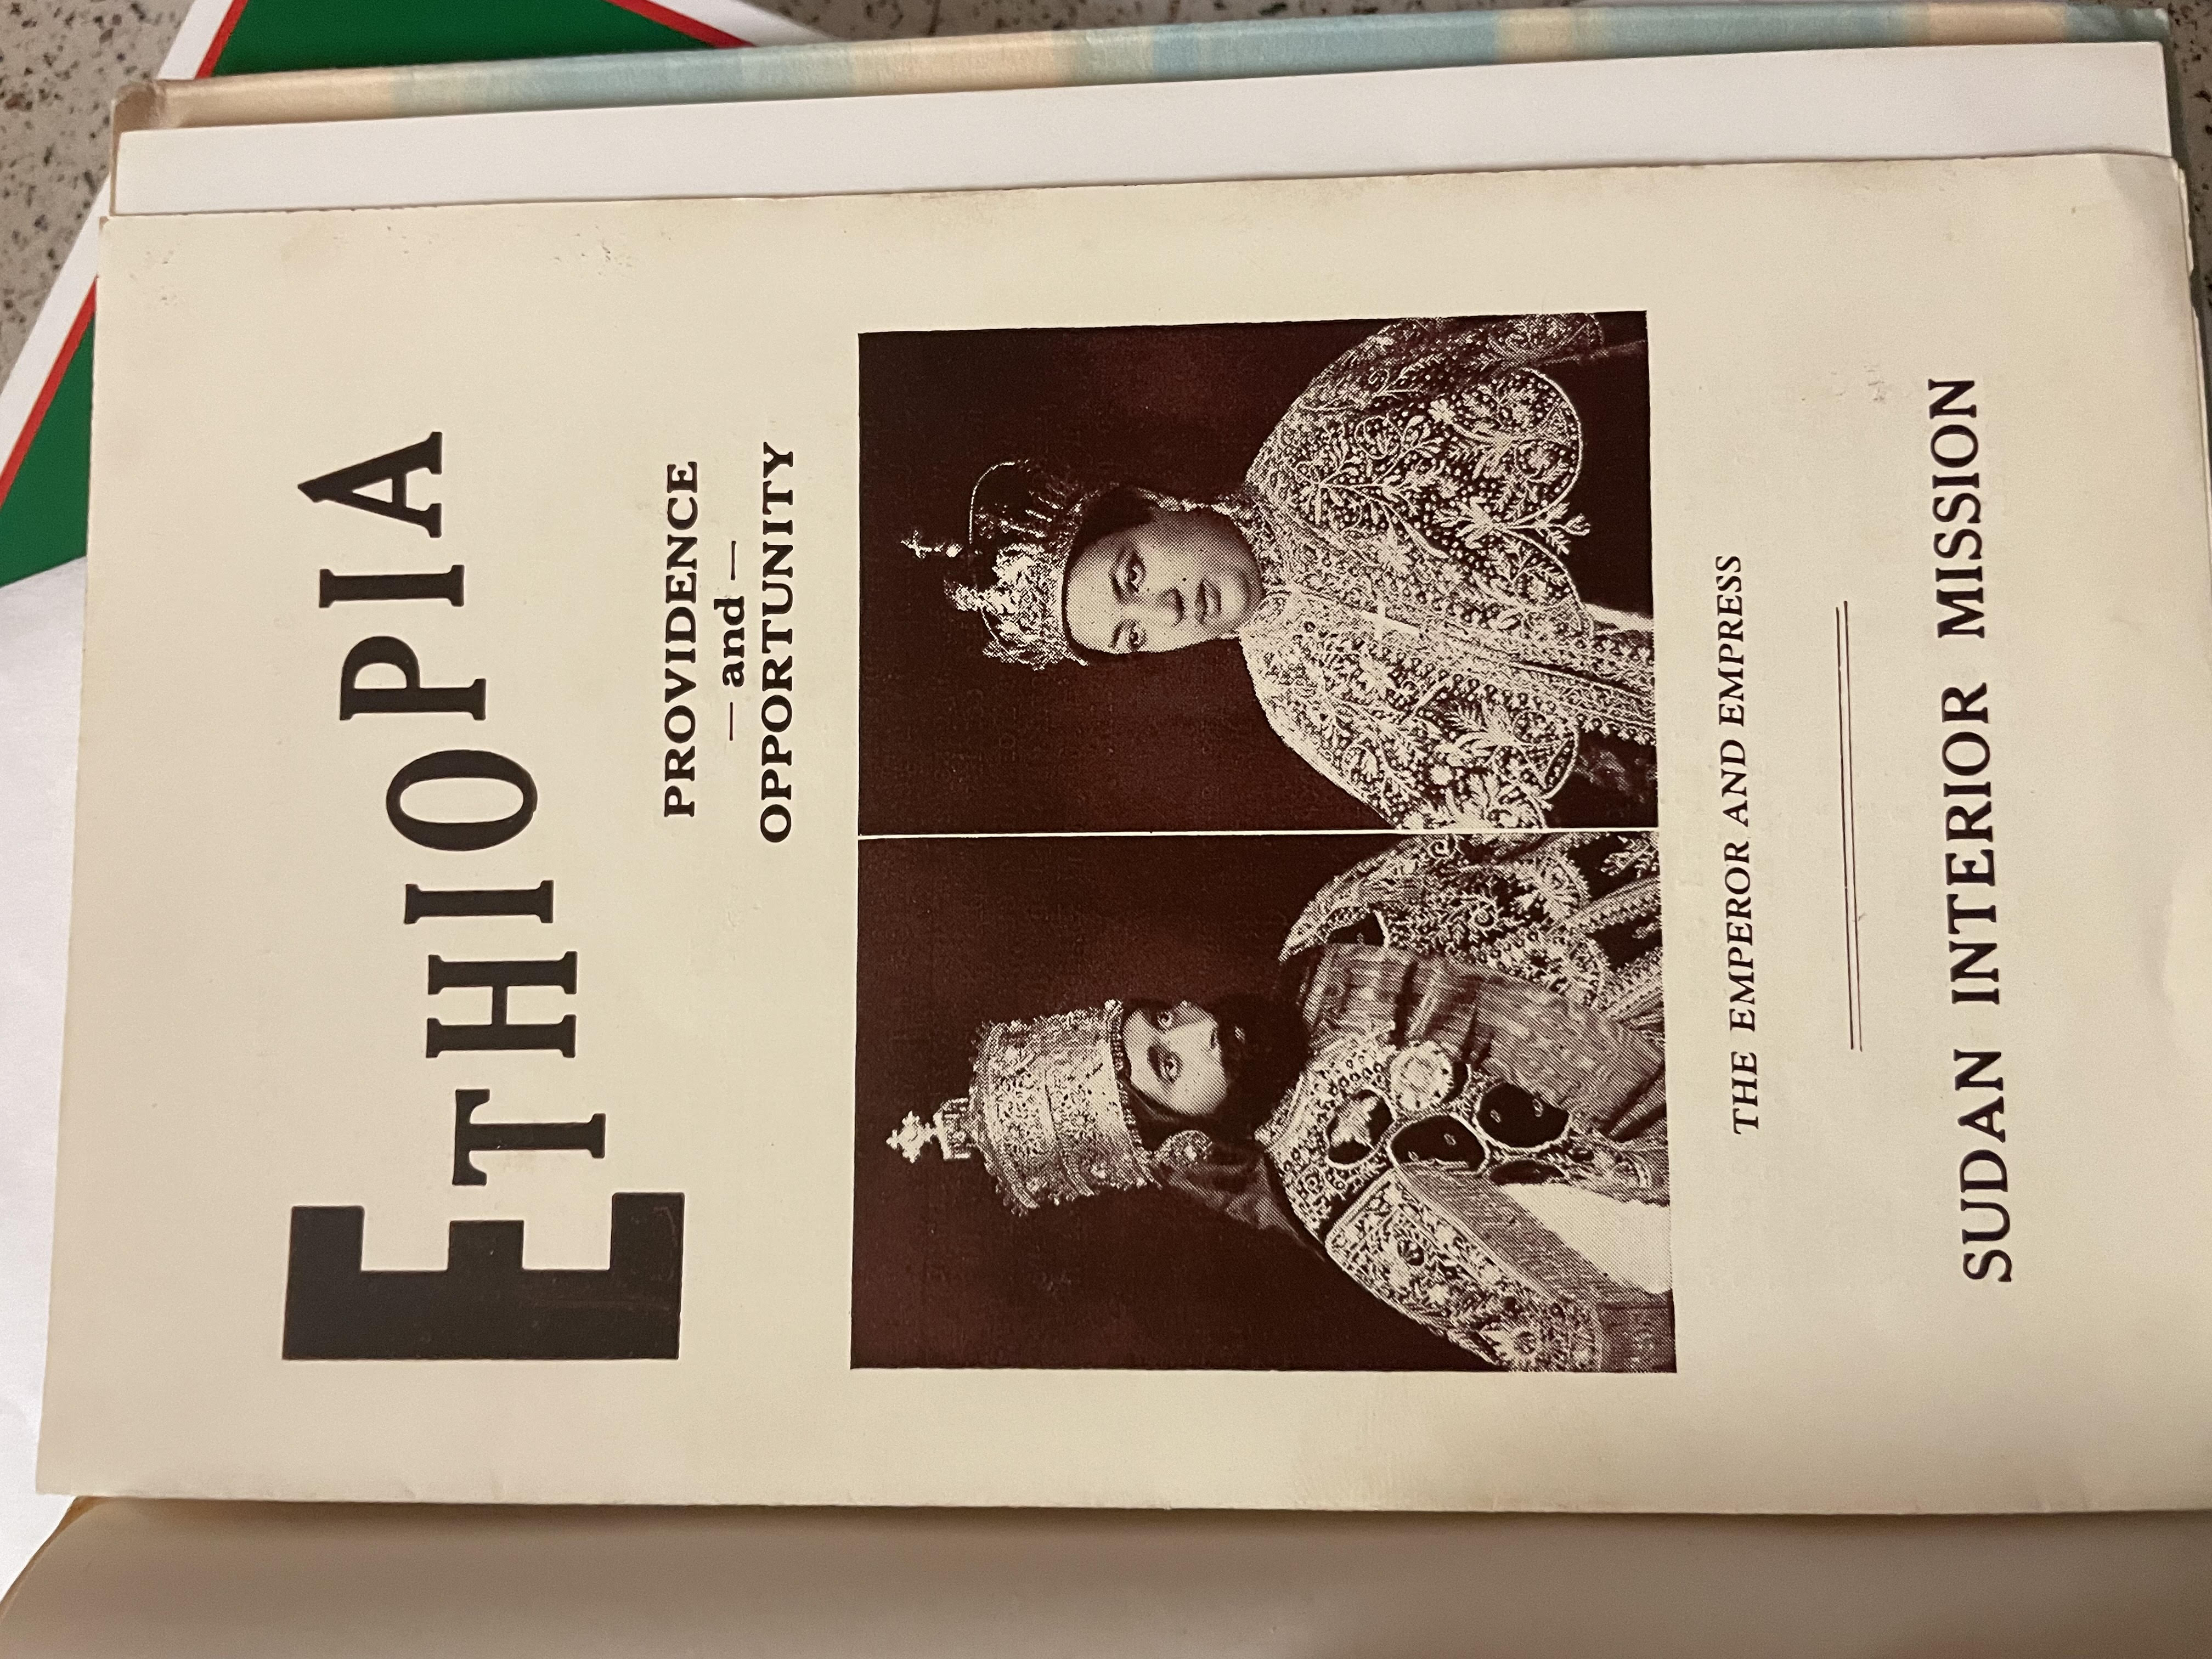 ETHIOPIA
PROVIDENCE
— and —
OPPORTUNITY
THE EMPEROR AND EMPRESS
SUDAN INTERIOR MISSION